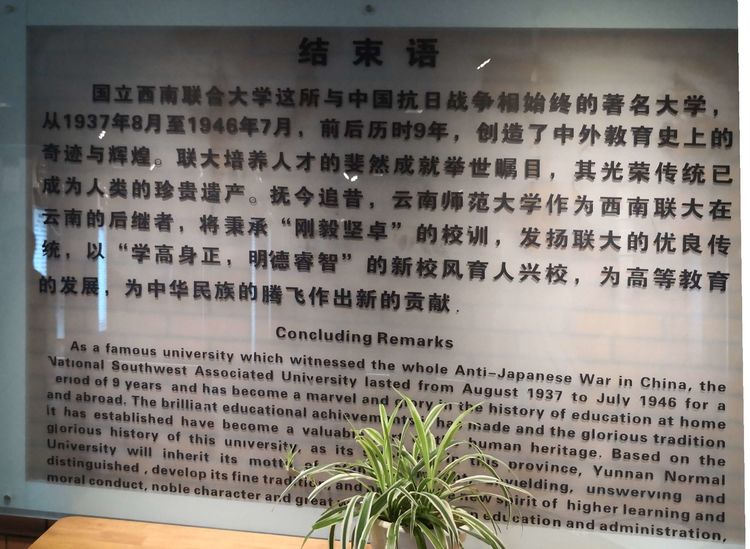 结束语
国立西南联合大学这所与中国抗日战争相始终的著名大学，
从1937年8月至1946年7月，前后历时9年，创造了中外教育史上的
奇迹与辉煌。联大培养人才的斐然成就举世瞩目，其光荣传统已
成为人类的珍贵遗产。抚今追昔，云南师范大学作为西南联大在
云南的后继者，将秉承“刚毅坚卓”的校训，发扬联大的优良传
统，以“学高身正，明德睿智”的新校风育人兴校，为高等教育
的发展，为中华民族的腾飞作出新的贡献.
Concluding Remarks
As a famous university which witnessed the whole Anti-Japanese War in China, the
National Southwest Associated University lasted from August 1937 to July 1946 for a
eriod of 9 years and has become a marvel and in the history of education at home
and abroad. The brilliant educational achievement made and the glorious tradition
it has established have become a human heritage. Based on the
glorious history of this university, as its this province, Yunnan Normal
University will inherit its motto unswerving and
distinguished, develop its fine spirit of higher learning and
moral conduct, noble character and great education and administration,